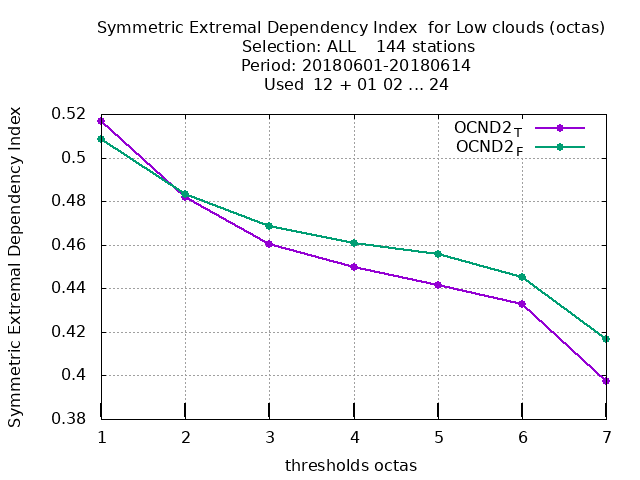 Symmetric Extremal Dependency Index  for Low clouds (octas)
Selection: ALL    144 stations
Period: 20180601-20180614
Used  12 + 01 02 ... 24
Symmetric Extremal Dependency Index
0.52
0.5
0.48
0.46
0.44
0.42
0.4
0.38
OCND2T
OCND2F
1 2 3 4 5 6 7
thresholds octas